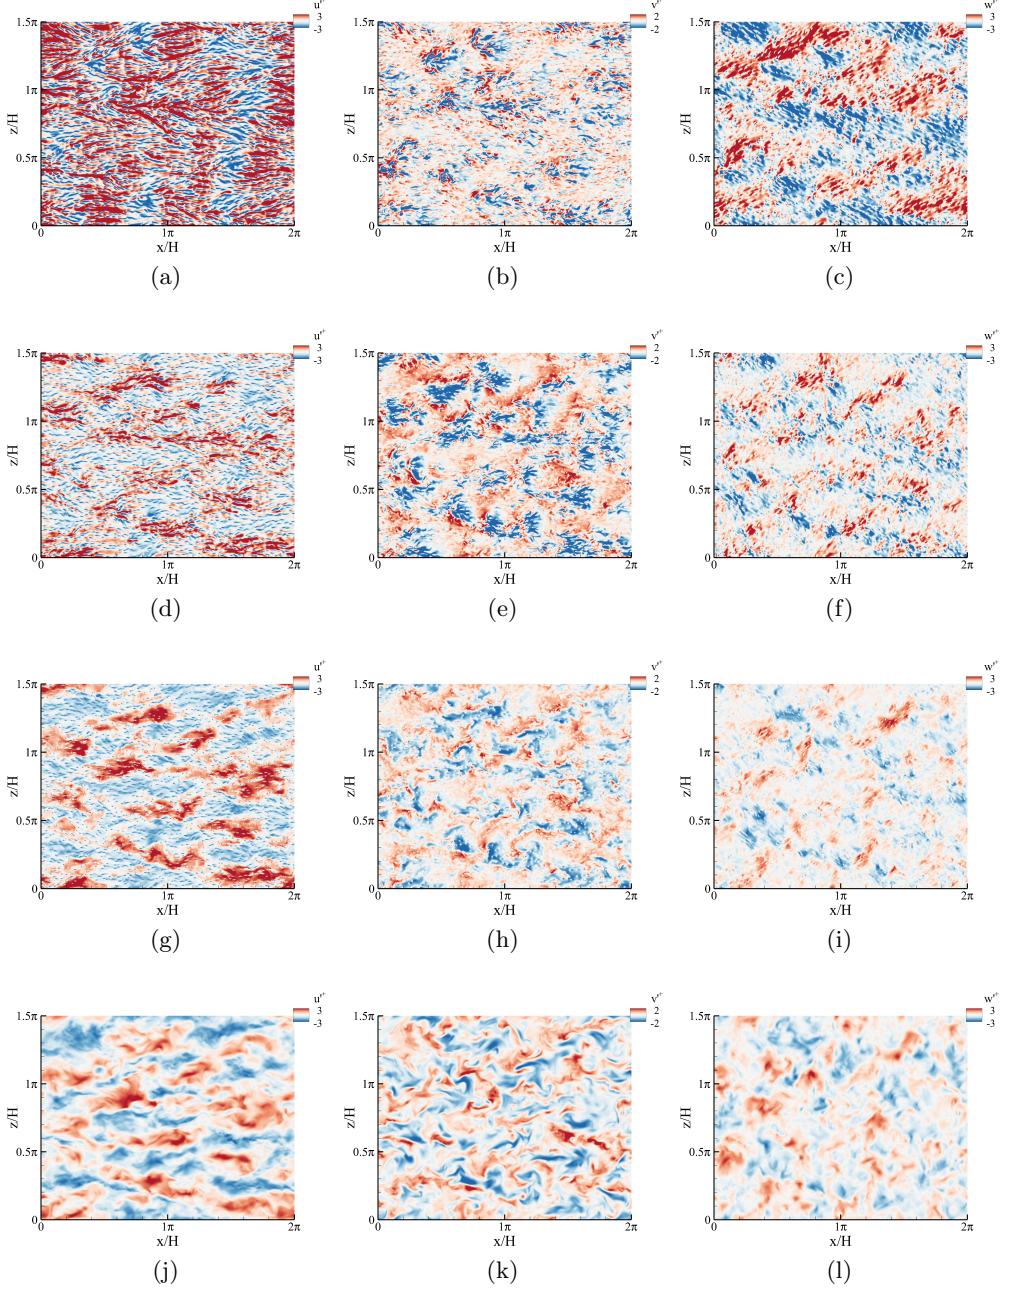 u'+ v'+ w'+
3 2 3
-3 -2 -3
1.5π 1.5π 1.5π
1π 1π 1π
z/H z/H z/H
0.5π 0.5π 0.5π
0 0 0
0 1π 2π 0 1π 2π 0 1π 2π
x/H x/H x/H
(a) (b) (c)
u'+ v'+ w'+
3 2 3
-3 -2 -3
1.5π 1.5π 1.5π
1π 1π 1π
z/H z/H z/H
0.5π 0.5π 0.5π
0 0 0
0 1π 2π 0 1π 2π 0 1π 2π
x/H x/H x/H
(d) (e) (f)
u'+ v'+ w'+
3 2 3
-3 -2 -3
1.5π 1.5π 1.5π
1π 1π 1π
z/H z/H z/H
0.5π 0.5π 0.5π
0 0 0
0 1π 2π 0 1π 2π 0 1π 2π
x/H x/H x/H
(g) (h) (i)
u'+ v'+ w'+
3 2 3
-3 -2 -3
1.5π 1.5π 1.5π
1π 1π 1π
z/H z/H z/H
0.5π 0.5π 0.5π
0 0 0
0 1π 2π 0 1π 2π 0 1π 2π
x/H x/H x/H
(j) (k) (l)